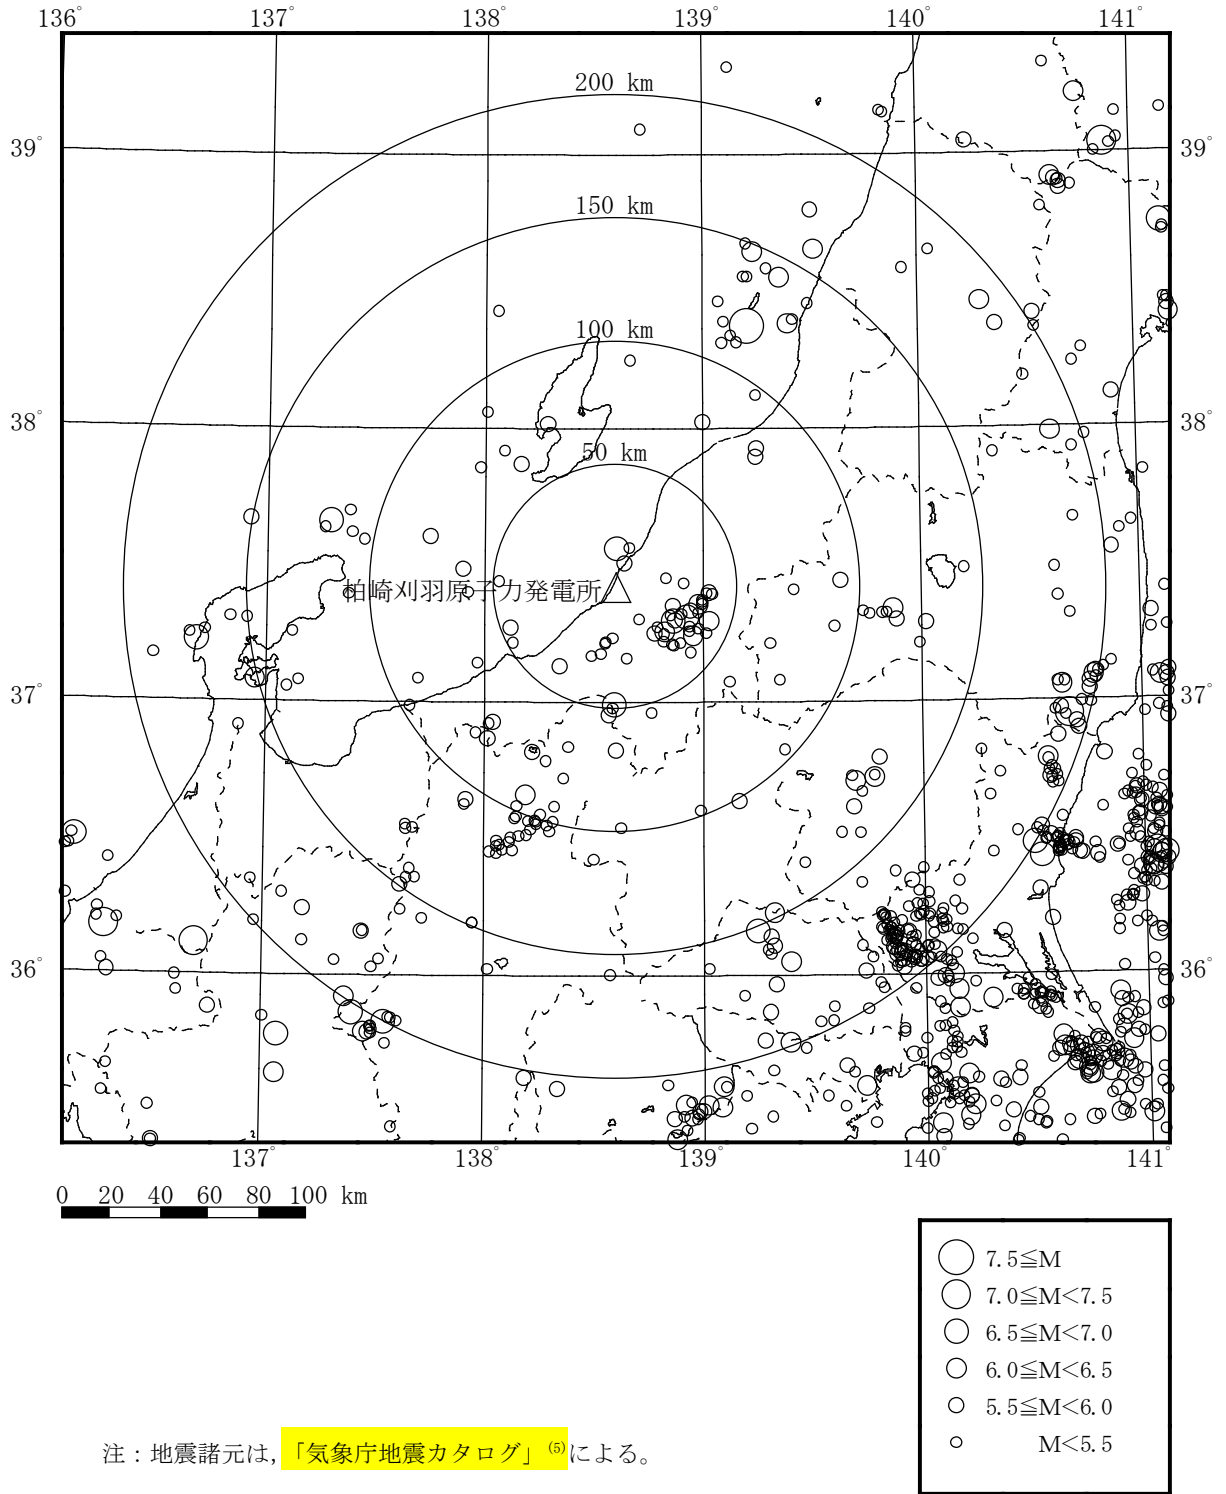 136° 137° 138° 139° 140° 141°
200 km
39° 39°
150 km
100 km
38° 38°
50 km
柏崎刈羽原子力発電所
37° 37°
36° 36°
137° 138° 139° 140° 141°
0 20 40 60 80 100 km
7.5≦M
7.0≦M<7.5
6.5≦M<7.0
6.0≦M<6.5
5.5≦M<6.0
M<5.5
注：地震諸元は,「気象庁地震カタログ」(5)による。